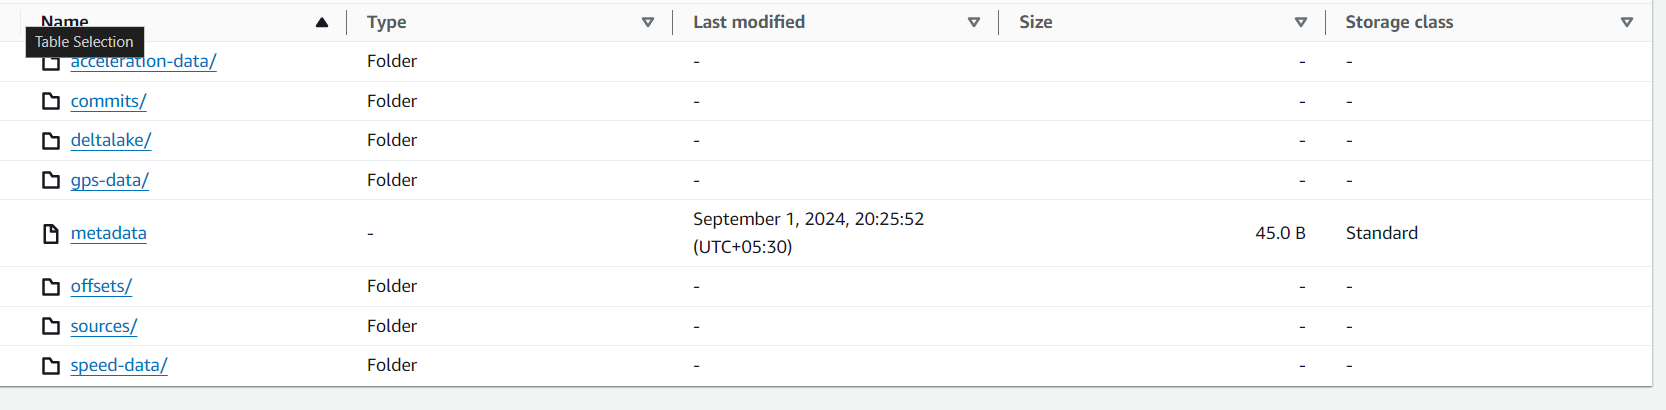 Name Type Last modified Size Storage class
Table Selection
acceleration-data/ Folder - - -
commits/ Folder - - -
deltalake/ Folder - - -
gps-data/ Folder - - -
metadata - September 1, 2024, 20:25:52 45.0 B Standard
(UTC+05:30)
offsets/ Folder - - -
sources/ Folder - - -
speed-data/ Folder - - -